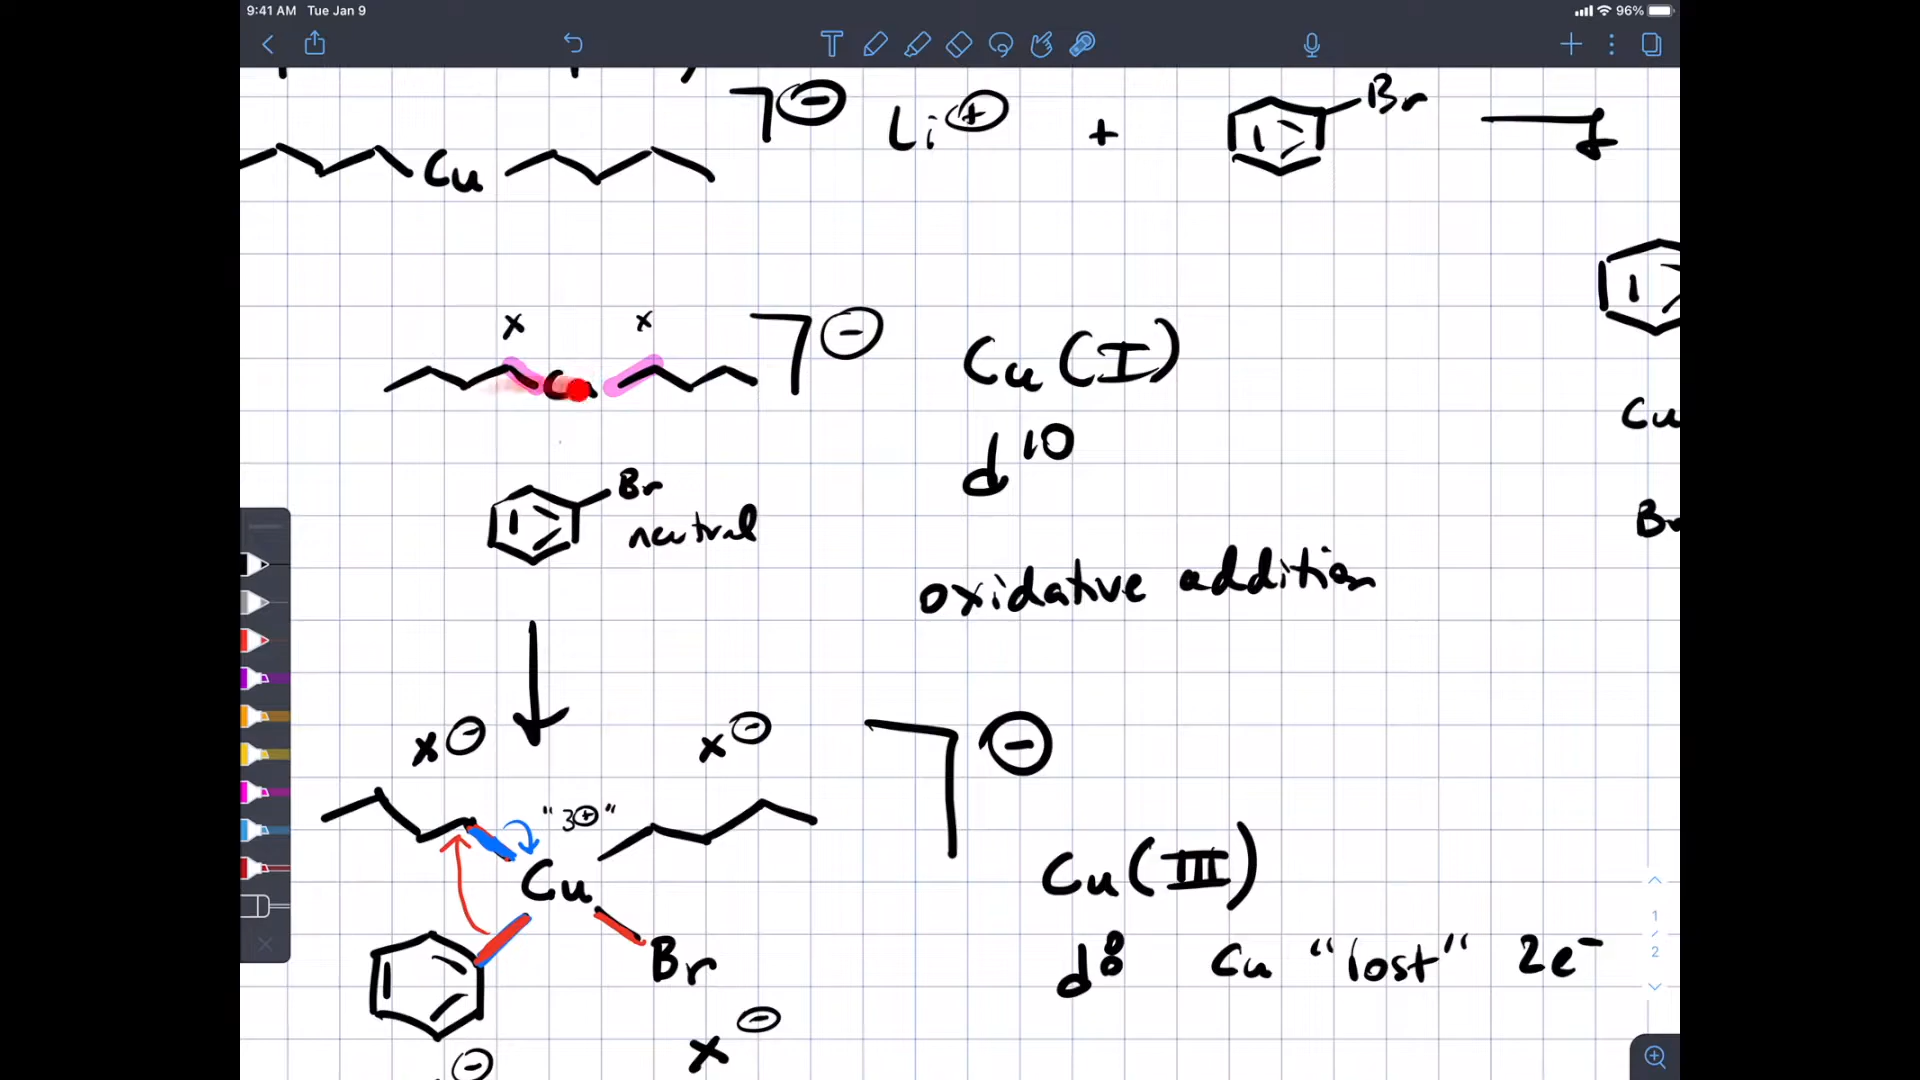 9:41 AM Tue Jan 9
96%
Cu ⊖ Li ⊕ + Br
x x
Cu ⊖ Cu (I)
d10
Br
neutral
oxidative addition
Cu
Br
x ⊖ x ⊖ ⊖
"3⊕"
Cu Cu (III)
Br d8 Cu "lost" 2e−
x ⊖
⊖
1
2